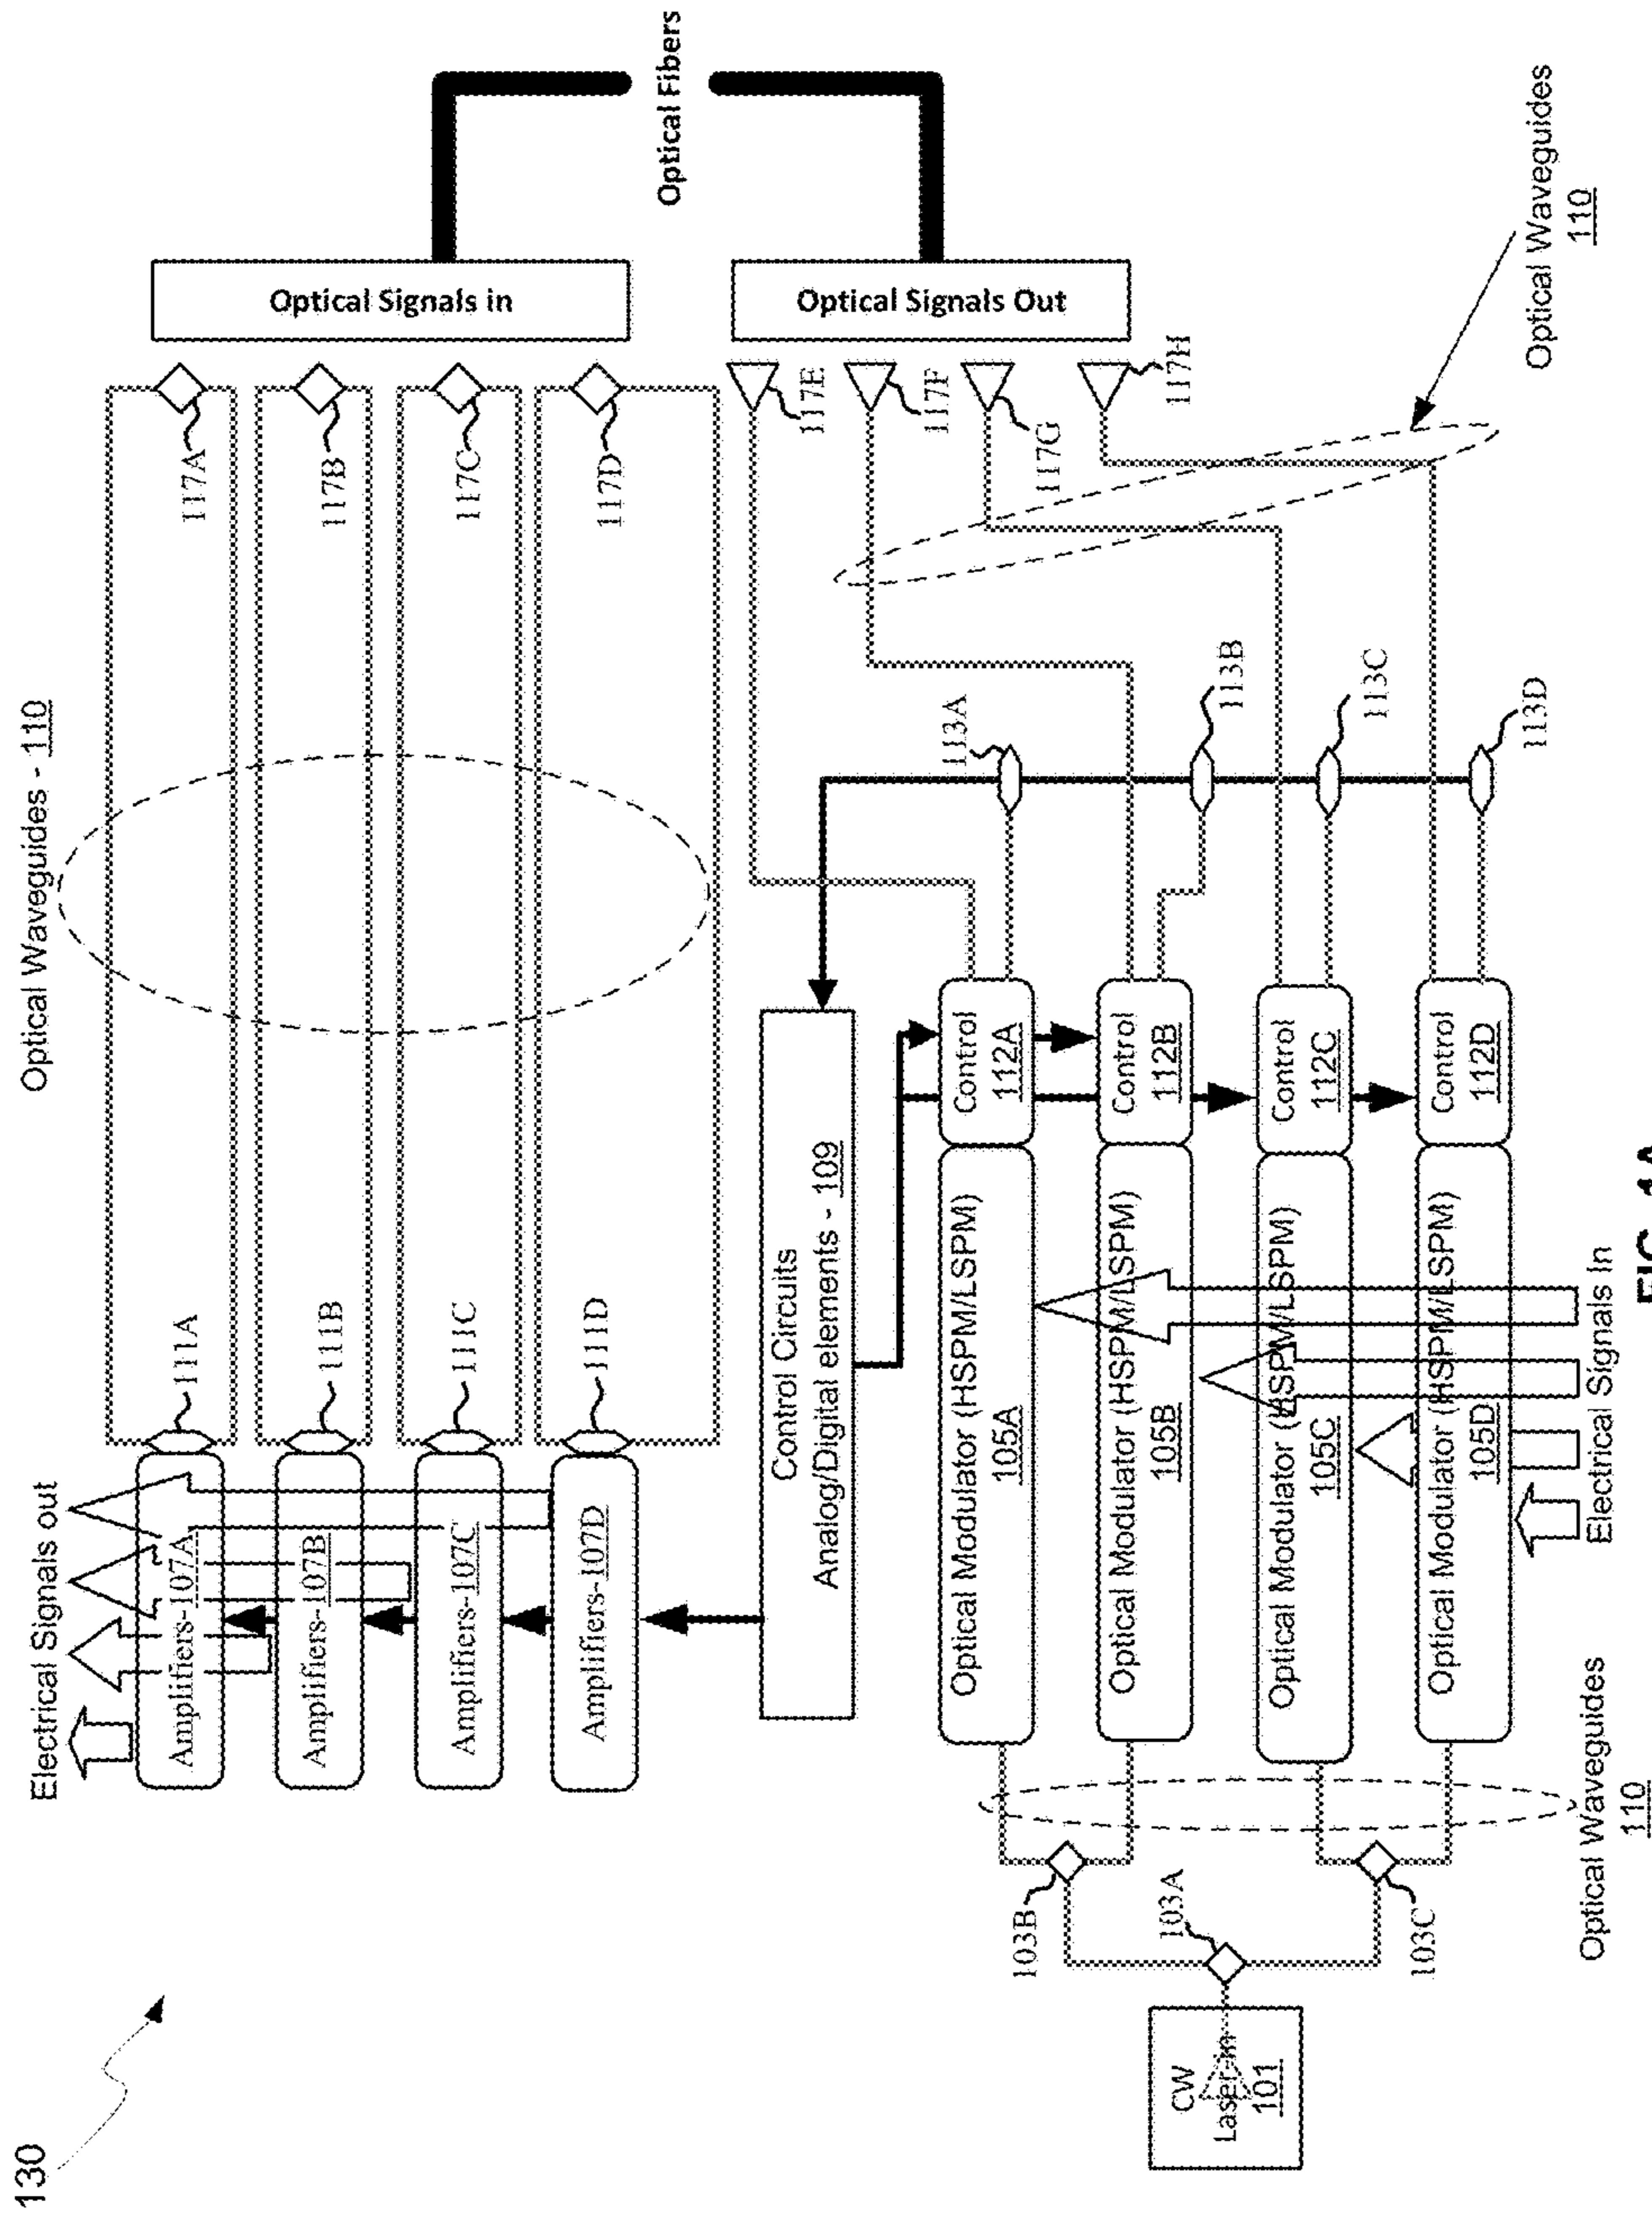 130
Optical Waveguides - 110
Electrical Signals out
Amplifiers-107A
Amplifiers-107B
Amplifiers-107C
Amplifiers-107D
111A
111B
111C
111D
117A
117B
117C
117D
Optical Signals in
Optical Fibers
Optical Signals Out
117E
117F
117G
117H
Optical Waveguides
110
Control Circuits
Analog/Digital elements - 109
113A
113B
113C
113D
Optical Modulator (HSPM/LSPM)
105A
Control
112A
Optical Modulator (HSPM/LSPM)
105B
Control
112B
Optical Modulator (HSPM/LSPM)
105C
Control
112C
Optical Modulator (HSPM/LSPM)
105D
Control
112D
CW
Laser-in
101
103A
103B
103C
Optical Waveguides
110
Electrical Signals In
FIG. 1A